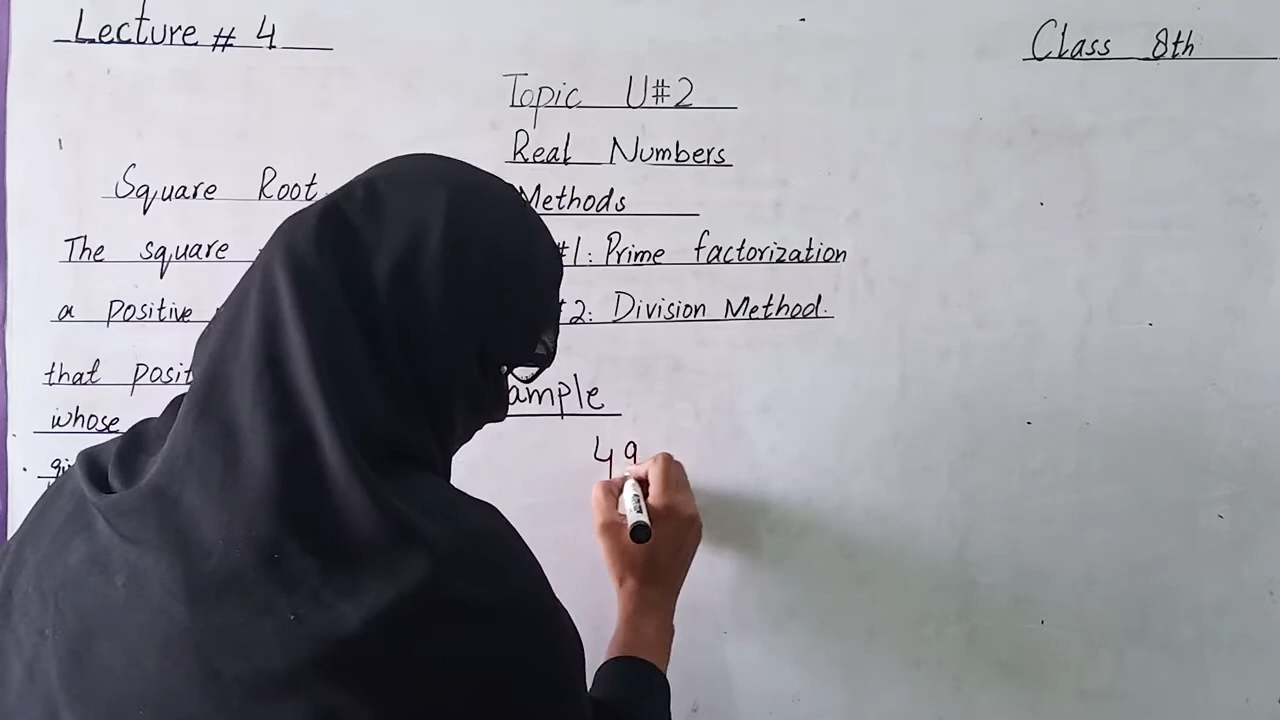 Lecture # 4
Class 8th
Topic U#2
Real Numbers
Methods
#1: Prime factorization
#2: Division Method.
Square Root
The square
a positive
that posit
whose
gi
ample
49